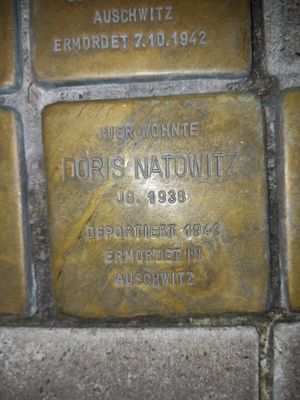 AUSCHWITZ
ERMORDET 7.10.1942
HIER WOHNTE
DORIS NATOWITZ
JG. 1938
DEPORTIERT 1943
ERMORDET IN
AUSCHWITZ